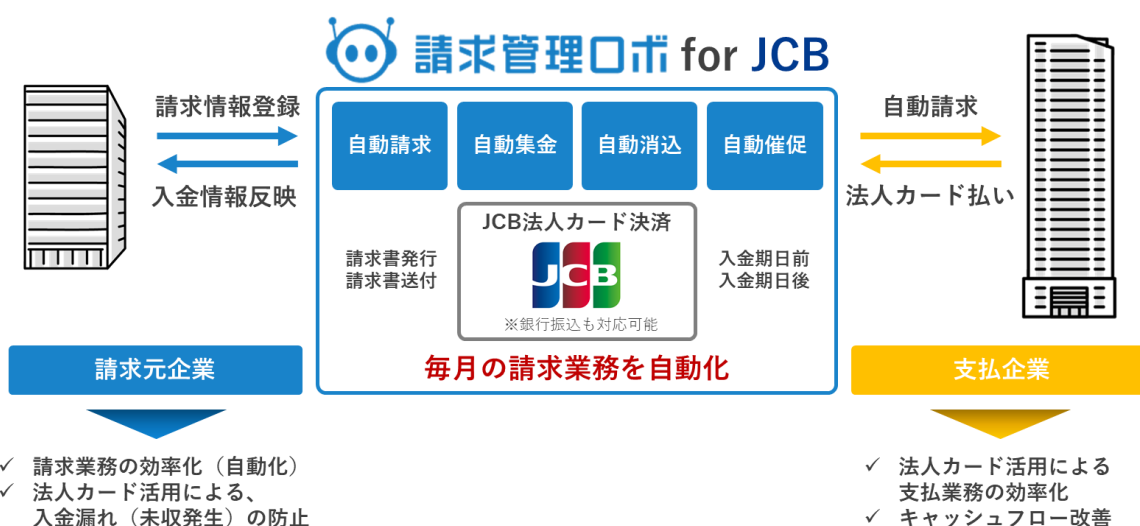 請求管理ロボ for JCB
請求情報登録
入金情報反映
自動請求
自動集金
自動消込
自動催促
請求書発行
請求書送付
JCB法人カード決済
JCB
※銀行振込も対応可能
入金期日前
入金期日後
毎月の請求業務を自動化
自動請求
法人カード払い
請求元企業
✓ 請求業務の効率化（自動化）
✓ 法人カード活用による、
入金漏れ（未収発生）の防止
支払企業
✓ 法人カード活用による
支払業務の効率化
✓ キャッシュフロー改善